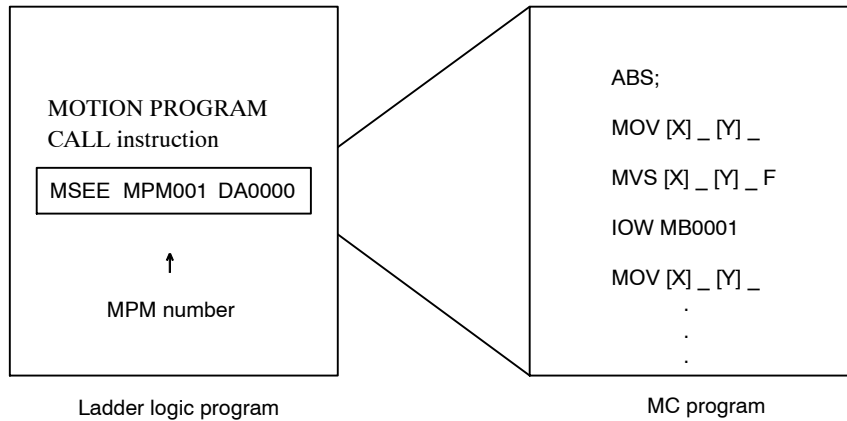 MOTION PROGRAM
CALL instruction
MSEE MPM001 DA0000
MPM number
Ladder logic program
ABS;
MOV [X] _ [Y] _
MVS [X] _ [Y] _ F
IOW MB0001
MOV [X] _ [Y] _
.
.
.
MC program